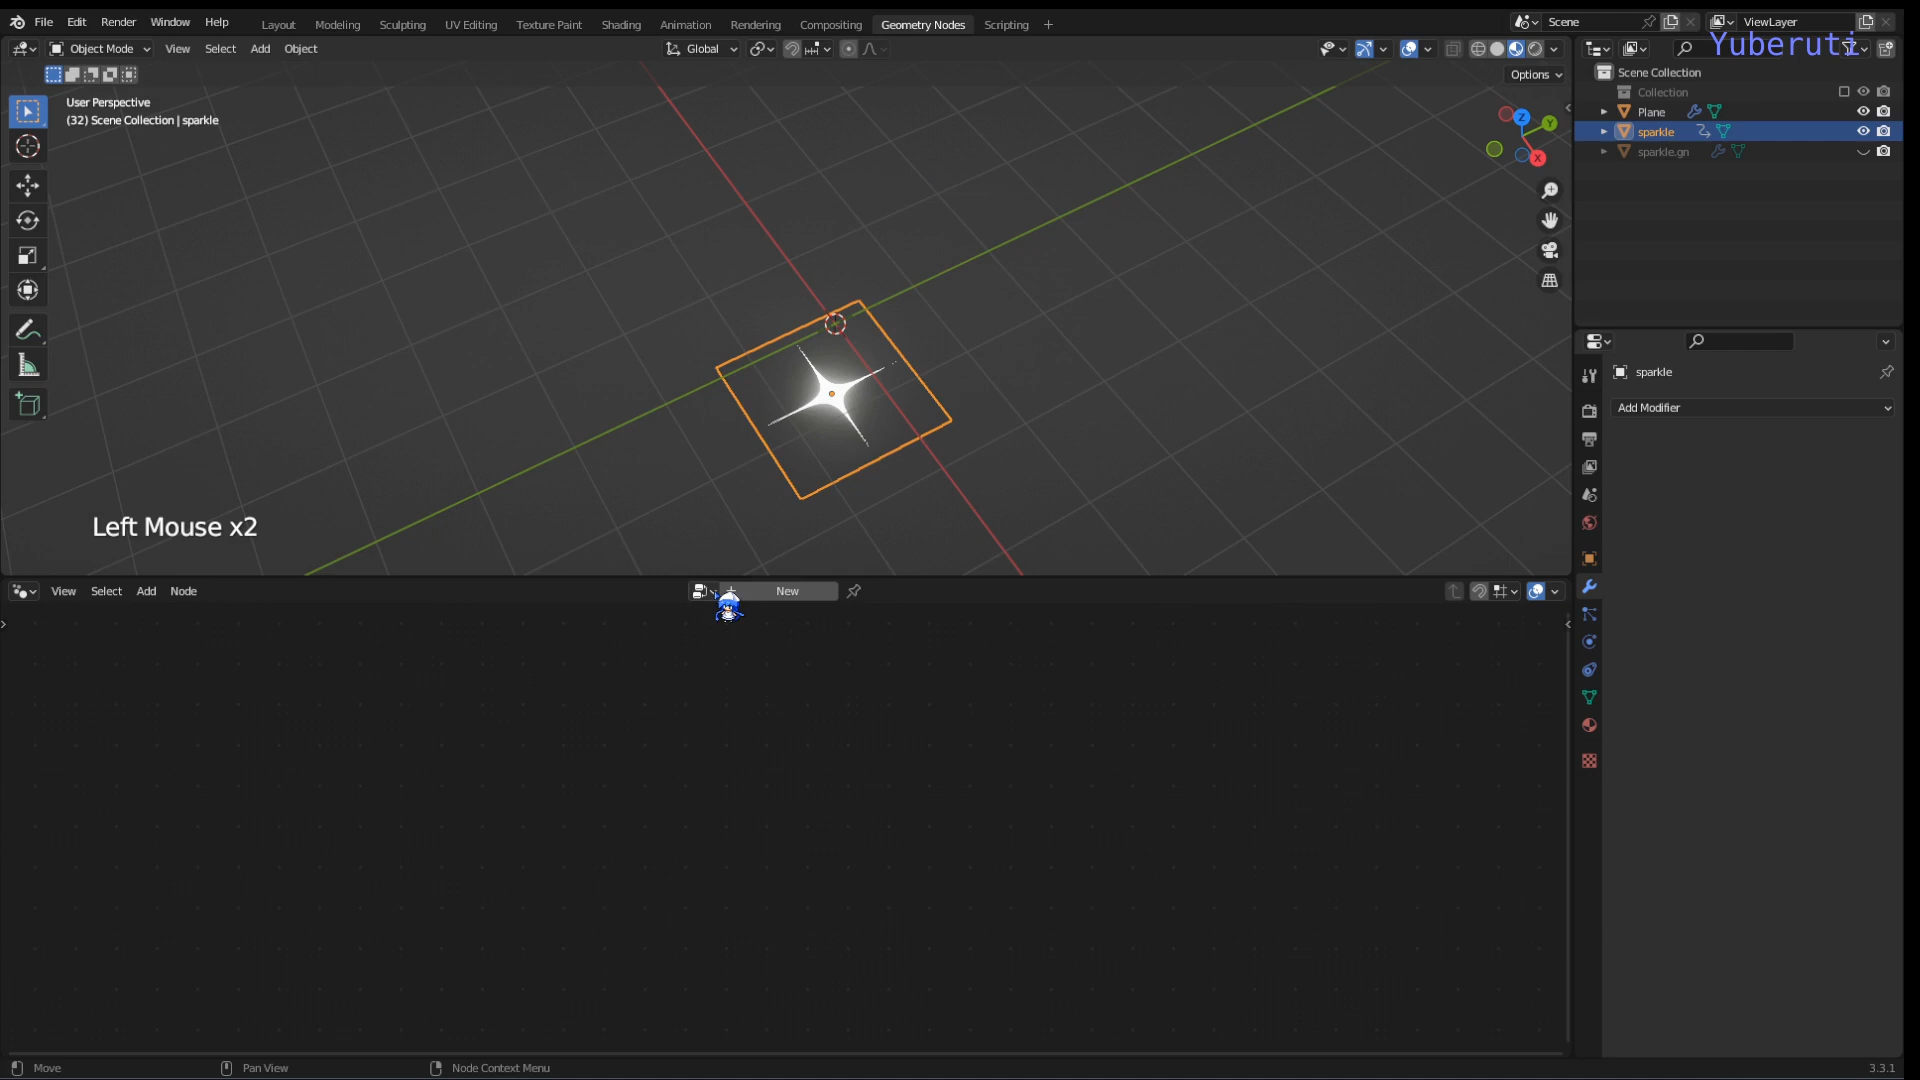 File Edit Render Window Help Layout Modeling Sculpting UV Editing Texture Paint Shading Animation Rendering Compositing Geometry Nodes Scripting + Scene ViewLayer
Object Mode View Select Add Object Global Yuberuti
Options
Scene Collection
Collection
Plane
sparkle
sparkle.gn
User Perspective
(32) Scene Collection | sparkle
Z
Y
X
sparkle
Add Modifier
Left Mouse x2
View Select Add Node New
Move Pan View Node Context Menu 3.3.1